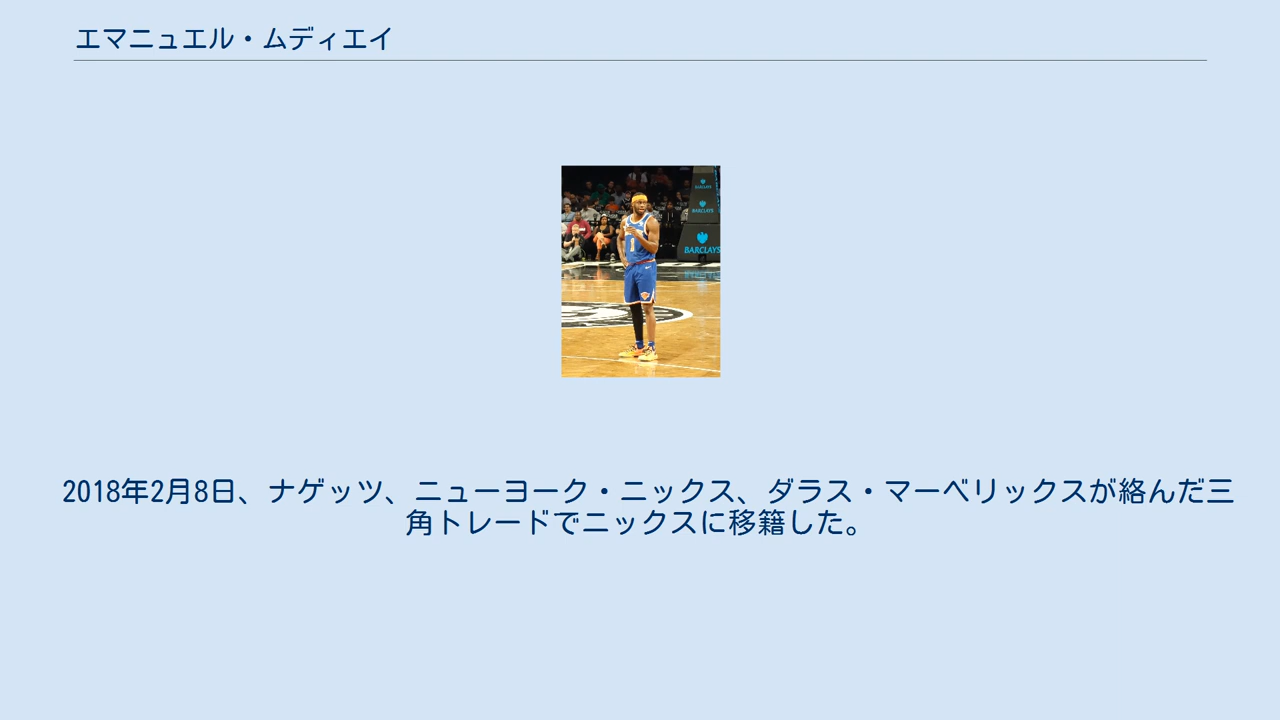 エマニュエル・ムディエイ
BARCLAYS
BARCLAYS
BARCLAYS
1
2018年2月8日、ナゲッツ、ニューヨーク・ニックス、ダラス・マーベリックスが絡んだ三
角トレードでニックスに移籍した。